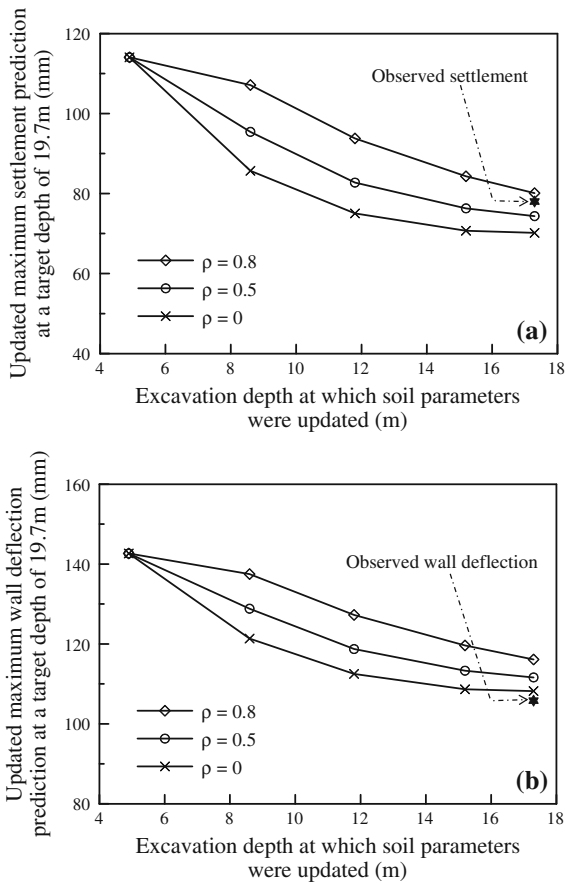 Updated maximum settlement prediction
at a target depth of 19.7m (mm)
120
100
80
60
40
Observed settlement
ρ = 0.8
ρ = 0.5
ρ = 0
(a)
4 6 8 10 12 14 16 18
Excavation depth at which soil parameters
were updated (m)
Updated maximum wall deflection
prediction at a target depth of 19.7m (mm)
160
140
120
100
80
Observed wall deflection
ρ = 0.8
ρ = 0.5
ρ = 0
(b)
4 6 8 10 12 14 16 18
Excavation depth at which soil parameters
were updated (m)